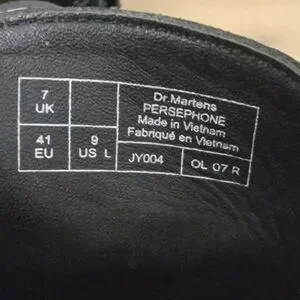 7
UK
41
EU
9
US L
Dr.Martens
PERSEPHONE
Made in Vietnam
Fabriqué en Vietnam
JY004
OL 07 R